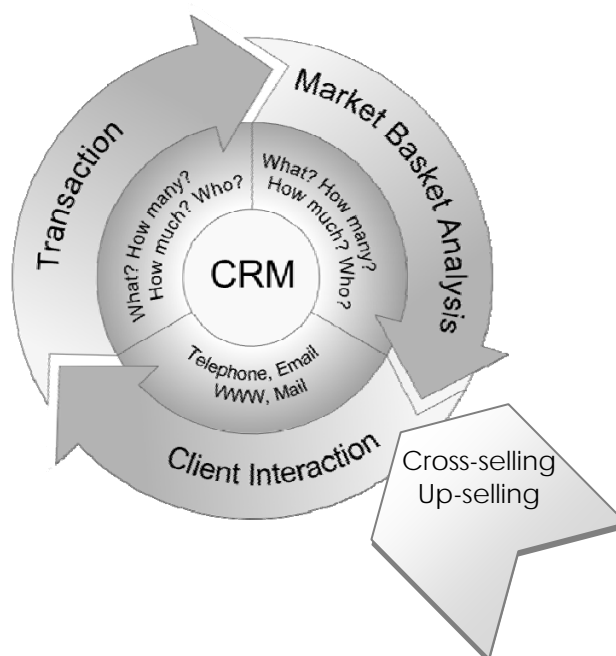 Transaction
Market Basket Analysis
What? How many?
How much? Who?
What? How many?
How much? Who?
CRM
Telephone, Email
WWW, Mail
Client Interaction
Cross-selling
Up-selling